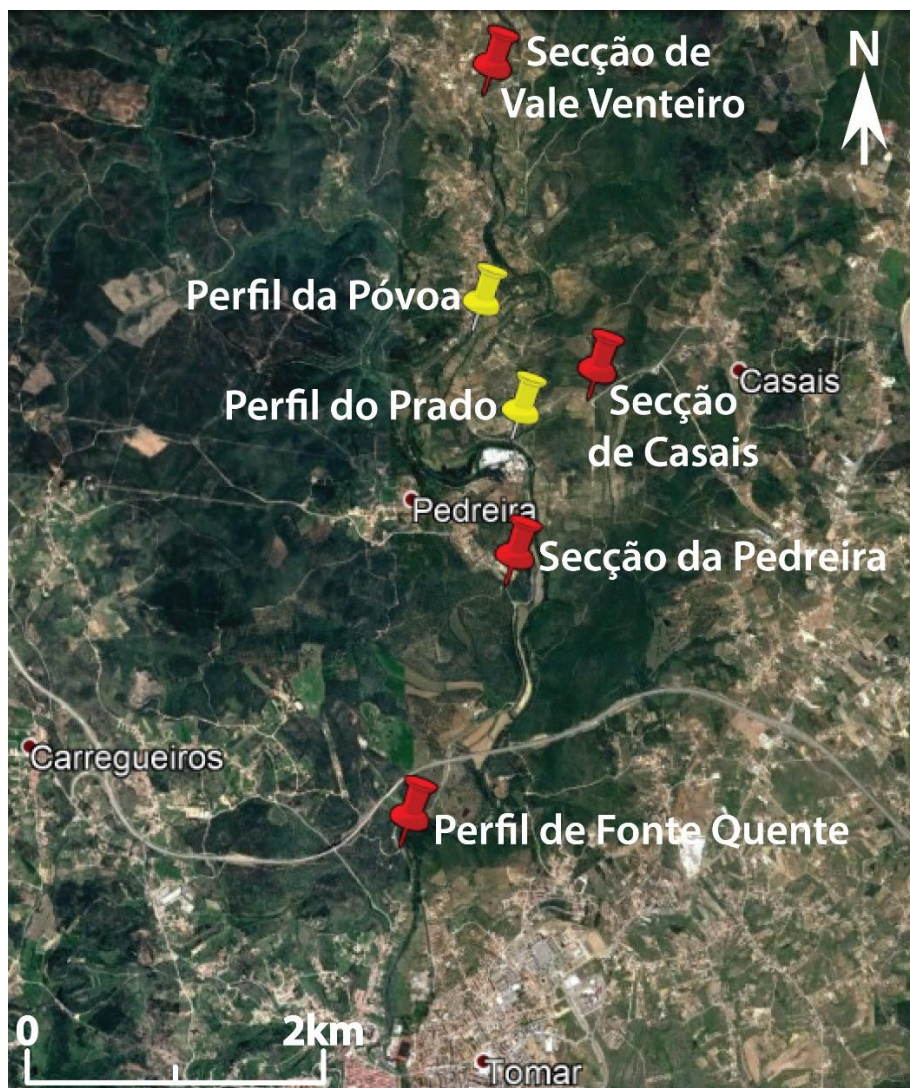 Secção de
Vale Venteiro
N
Perfil da Póvoa
Casais
Perfil do Prado
Secção
de Casais
Pedreira
Secção da Pedreira
Carregueiros
Perfil de Fonte Quente
0
2km
Tomar